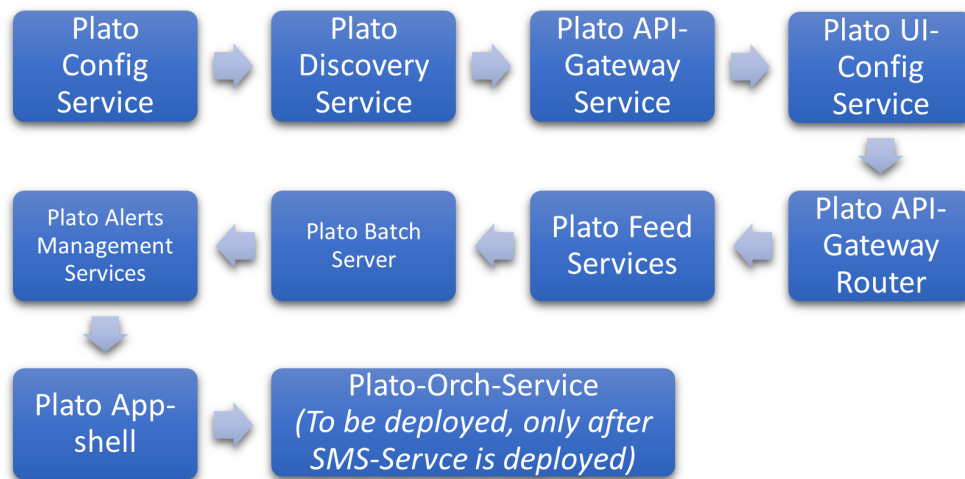 Plato
Config
Service
Plato
Discovery
Service
Plato API-
Gateway
Service
Plato UI-
Config
Service
Plato Alerts
Management
Services
Plato Batch
Server
Plato Feed
Services
Plato API-
Gateway
Router
Plato App-
shell
Plato-Orch-Service
(To be deployed, only after
SMS-Servce is deployed)